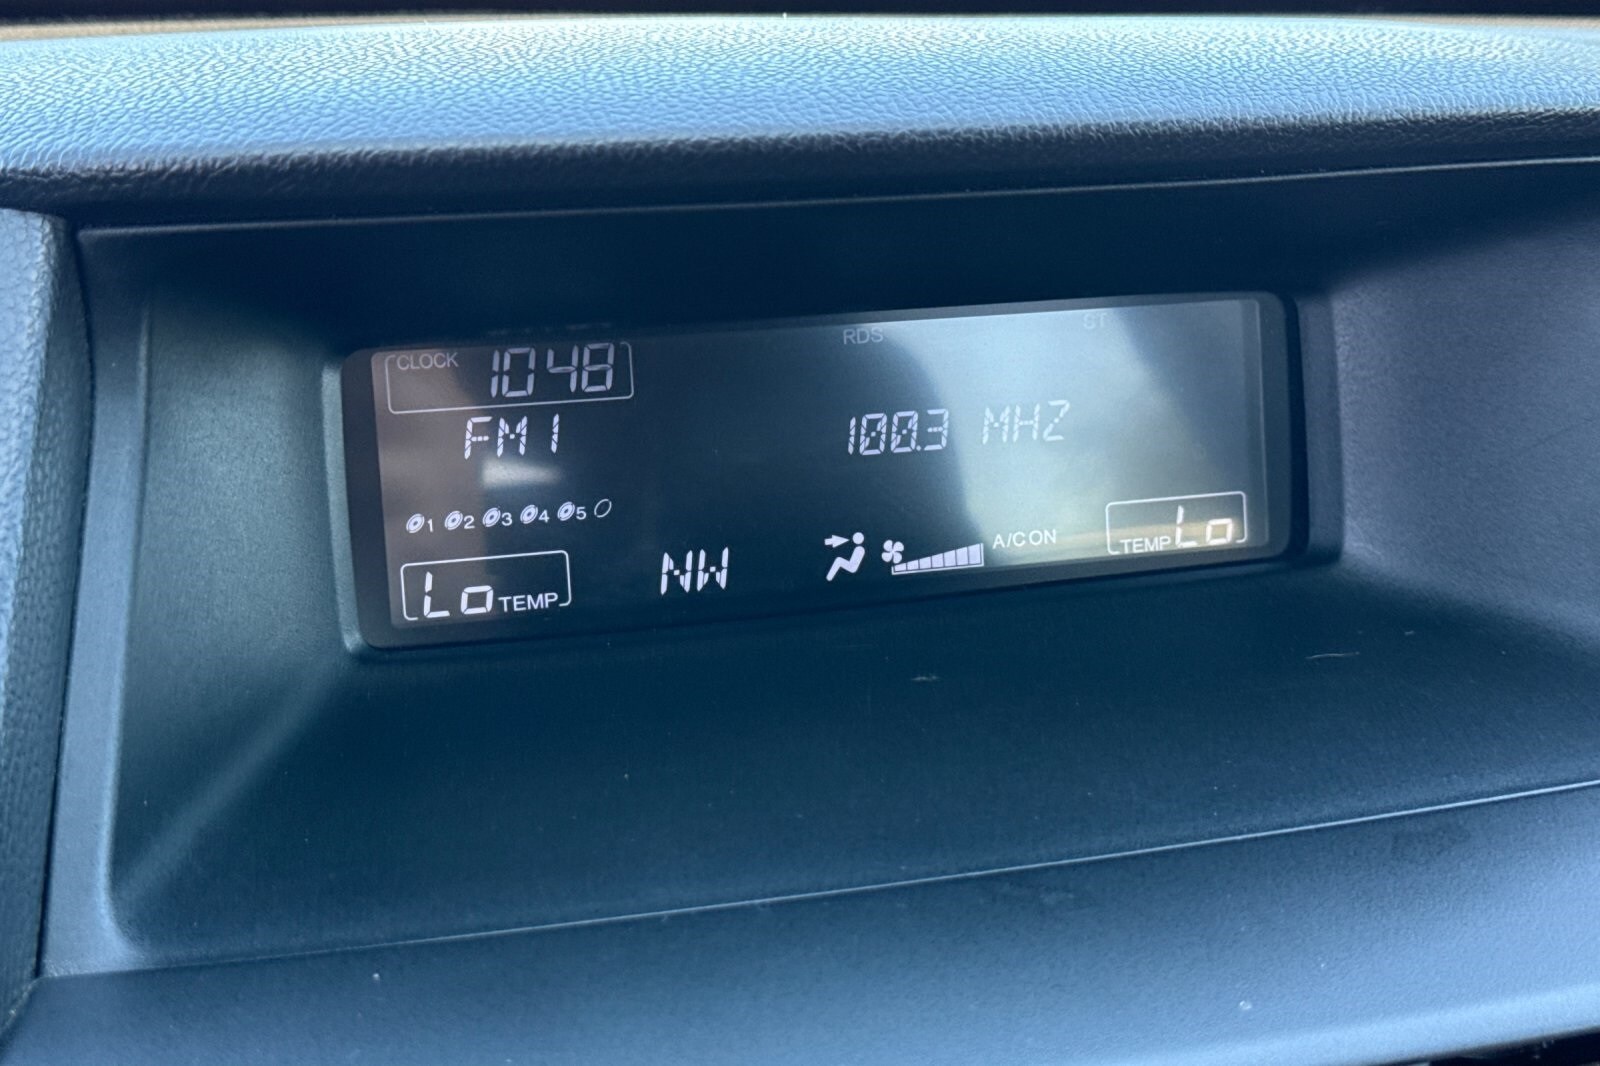 RDS ST
CLOCK 1048
FM1 100.3 MHZ
1 2 3 4 5
Lo TEMP NW A/C ON TEMP Lo